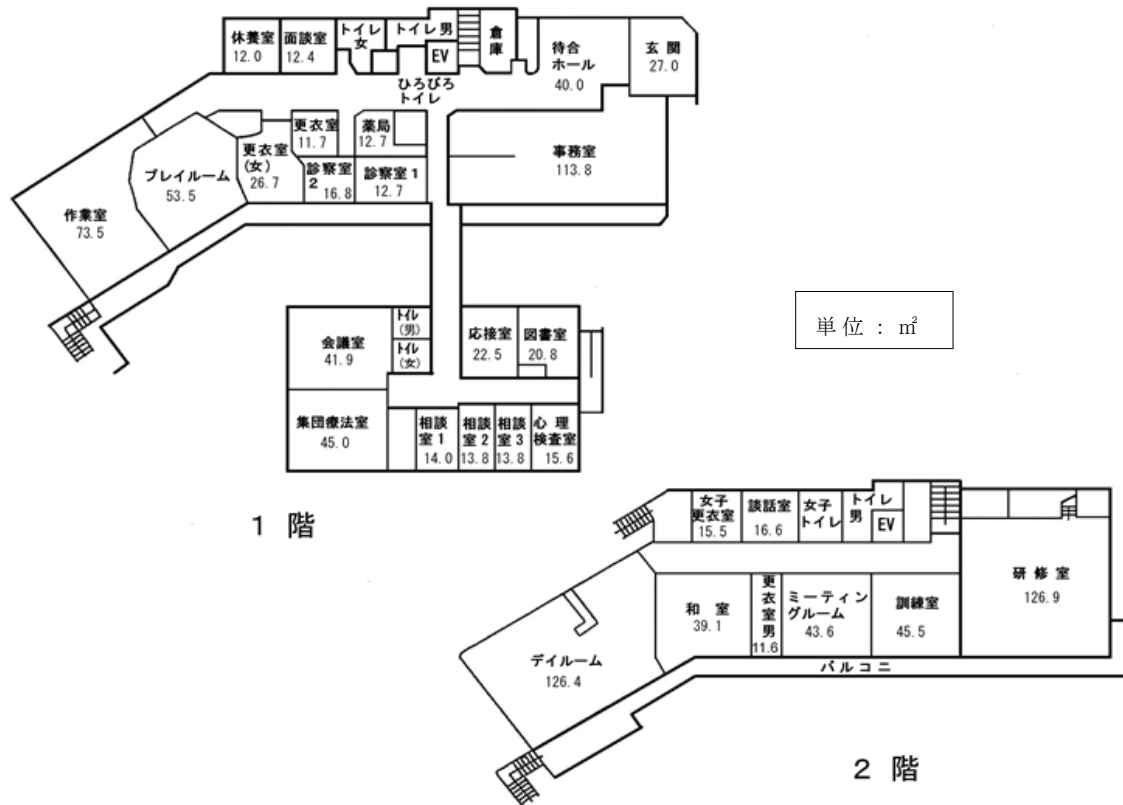 休養室
12.0
面談室
12.4
トイレ
女
トイレ 男
EV
倉
庫
待合
ホール
40.0
玄 関
27.0
ひろびろ
トイレ
更衣室
11.7
薬局
12.7
更衣室
(女)
26.7
診察室
2
16.8
診察室1
12.7
事務室
113.8
プレイルーム
53.5
作業室
73.5
単 位 : ㎡
会議室
41.9
トイレ
(男)
トイレ
(女)
応接室
22.5
図書室
20.8
集団療法室
45.0
相談
室1
14.0
相談
室2
13.8
相談
室3
13.8
心 理
検査室
15.6
1 階
女子
更衣室
15.5
談話室
16.6
女子
トイレ
トイレ
男
EV
研 修 室
126.9
和 室
39.1
更
衣
室
男
11.6
ミーティン
グルーム
43.6
訓練室
45.5
デイルーム
126.4
バルコニ
2 階